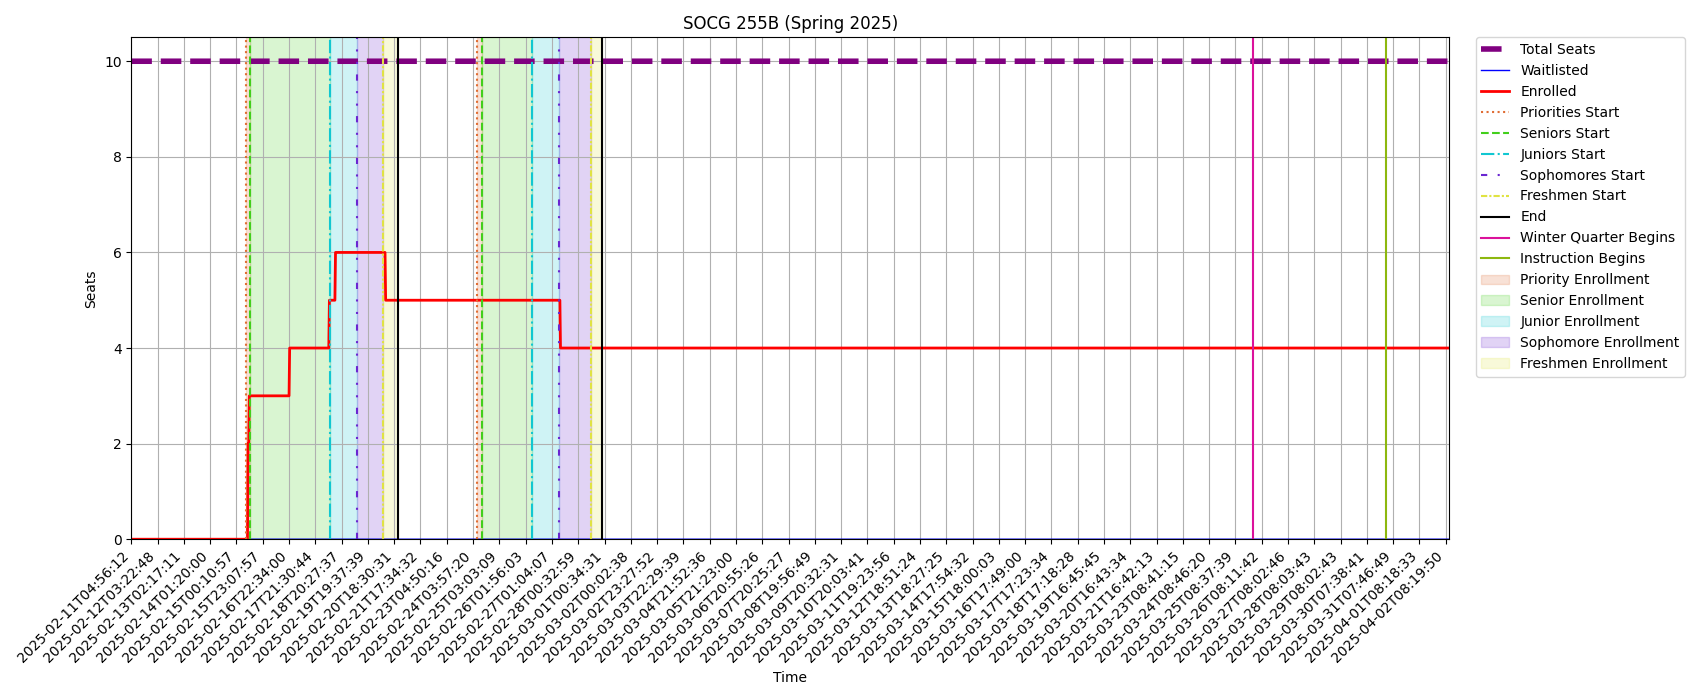 SOCG 255B (Spring 2025)
10
8
6
4
2
0
Seats
2025-02-11T04:56:12
2025-02-12T03:22:48
2025-02-13T02:17:11
2025-02-14T01:20:00
2025-02-15T00:10:57
2025-02-15T23:07:57
2025-02-16T22:34:00
2025-02-17T21:30:44
2025-02-18T20:27:37
2025-02-19T19:37:39
2025-02-20T18:30:31
2025-02-21T17:34:32
2025-02-23T04:50:16
2025-02-24T03:57:20
2025-02-25T03:03:09
2025-02-26T01:56:03
2025-02-27T01:04:07
2025-02-28T00:32:59
2025-03-01T00:34:31
2025-03-02T00:02:38
2025-03-02T23:27:52
2025-03-03T22:29:39
2025-03-04T21:52:36
2025-03-05T21:23:00
2025-03-06T20:55:26
2025-03-07T20:25:27
2025-03-08T19:56:49
2025-03-09T20:32:31
2025-03-10T20:03:41
2025-03-11T19:23:56
2025-03-12T18:51:24
2025-03-13T18:27:25
2025-03-14T17:54:32
2025-03-15T18:00:03
2025-03-16T17:49:00
2025-03-17T17:23:34
2025-03-18T17:18:28
2025-03-19T16:45:45
2025-03-20T16:43:34
2025-03-21T16:42:13
2025-03-23T08:41:15
2025-03-24T08:46:20
2025-03-25T08:37:39
2025-03-26T08:11:42
2025-03-27T08:02:46
2025-03-28T08:03:43
2025-03-29T08:02:43
2025-03-30T07:38:41
2025-03-31T07:46:49
2025-04-01T08:18:33
2025-04-02T08:19:50
Time
Total Seats
Waitlisted
Enrolled
Priorities Start
Seniors Start
Juniors Start
Sophomores Start
Freshmen Start
End
Winter Quarter Begins
Instruction Begins
Priority Enrollment
Senior Enrollment
Junior Enrollment
Sophomore Enrollment
Freshmen Enrollment